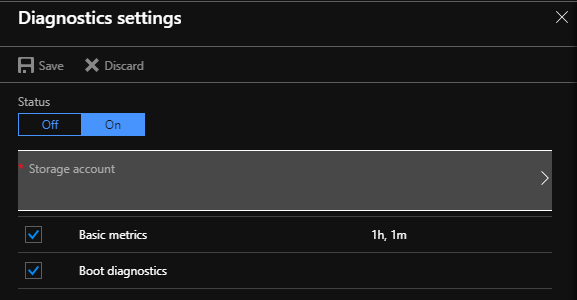 Diagnostics settings
Save Discard
Status
Off On
* Storage account
Basic metrics 1h, 1m
Boot diagnostics